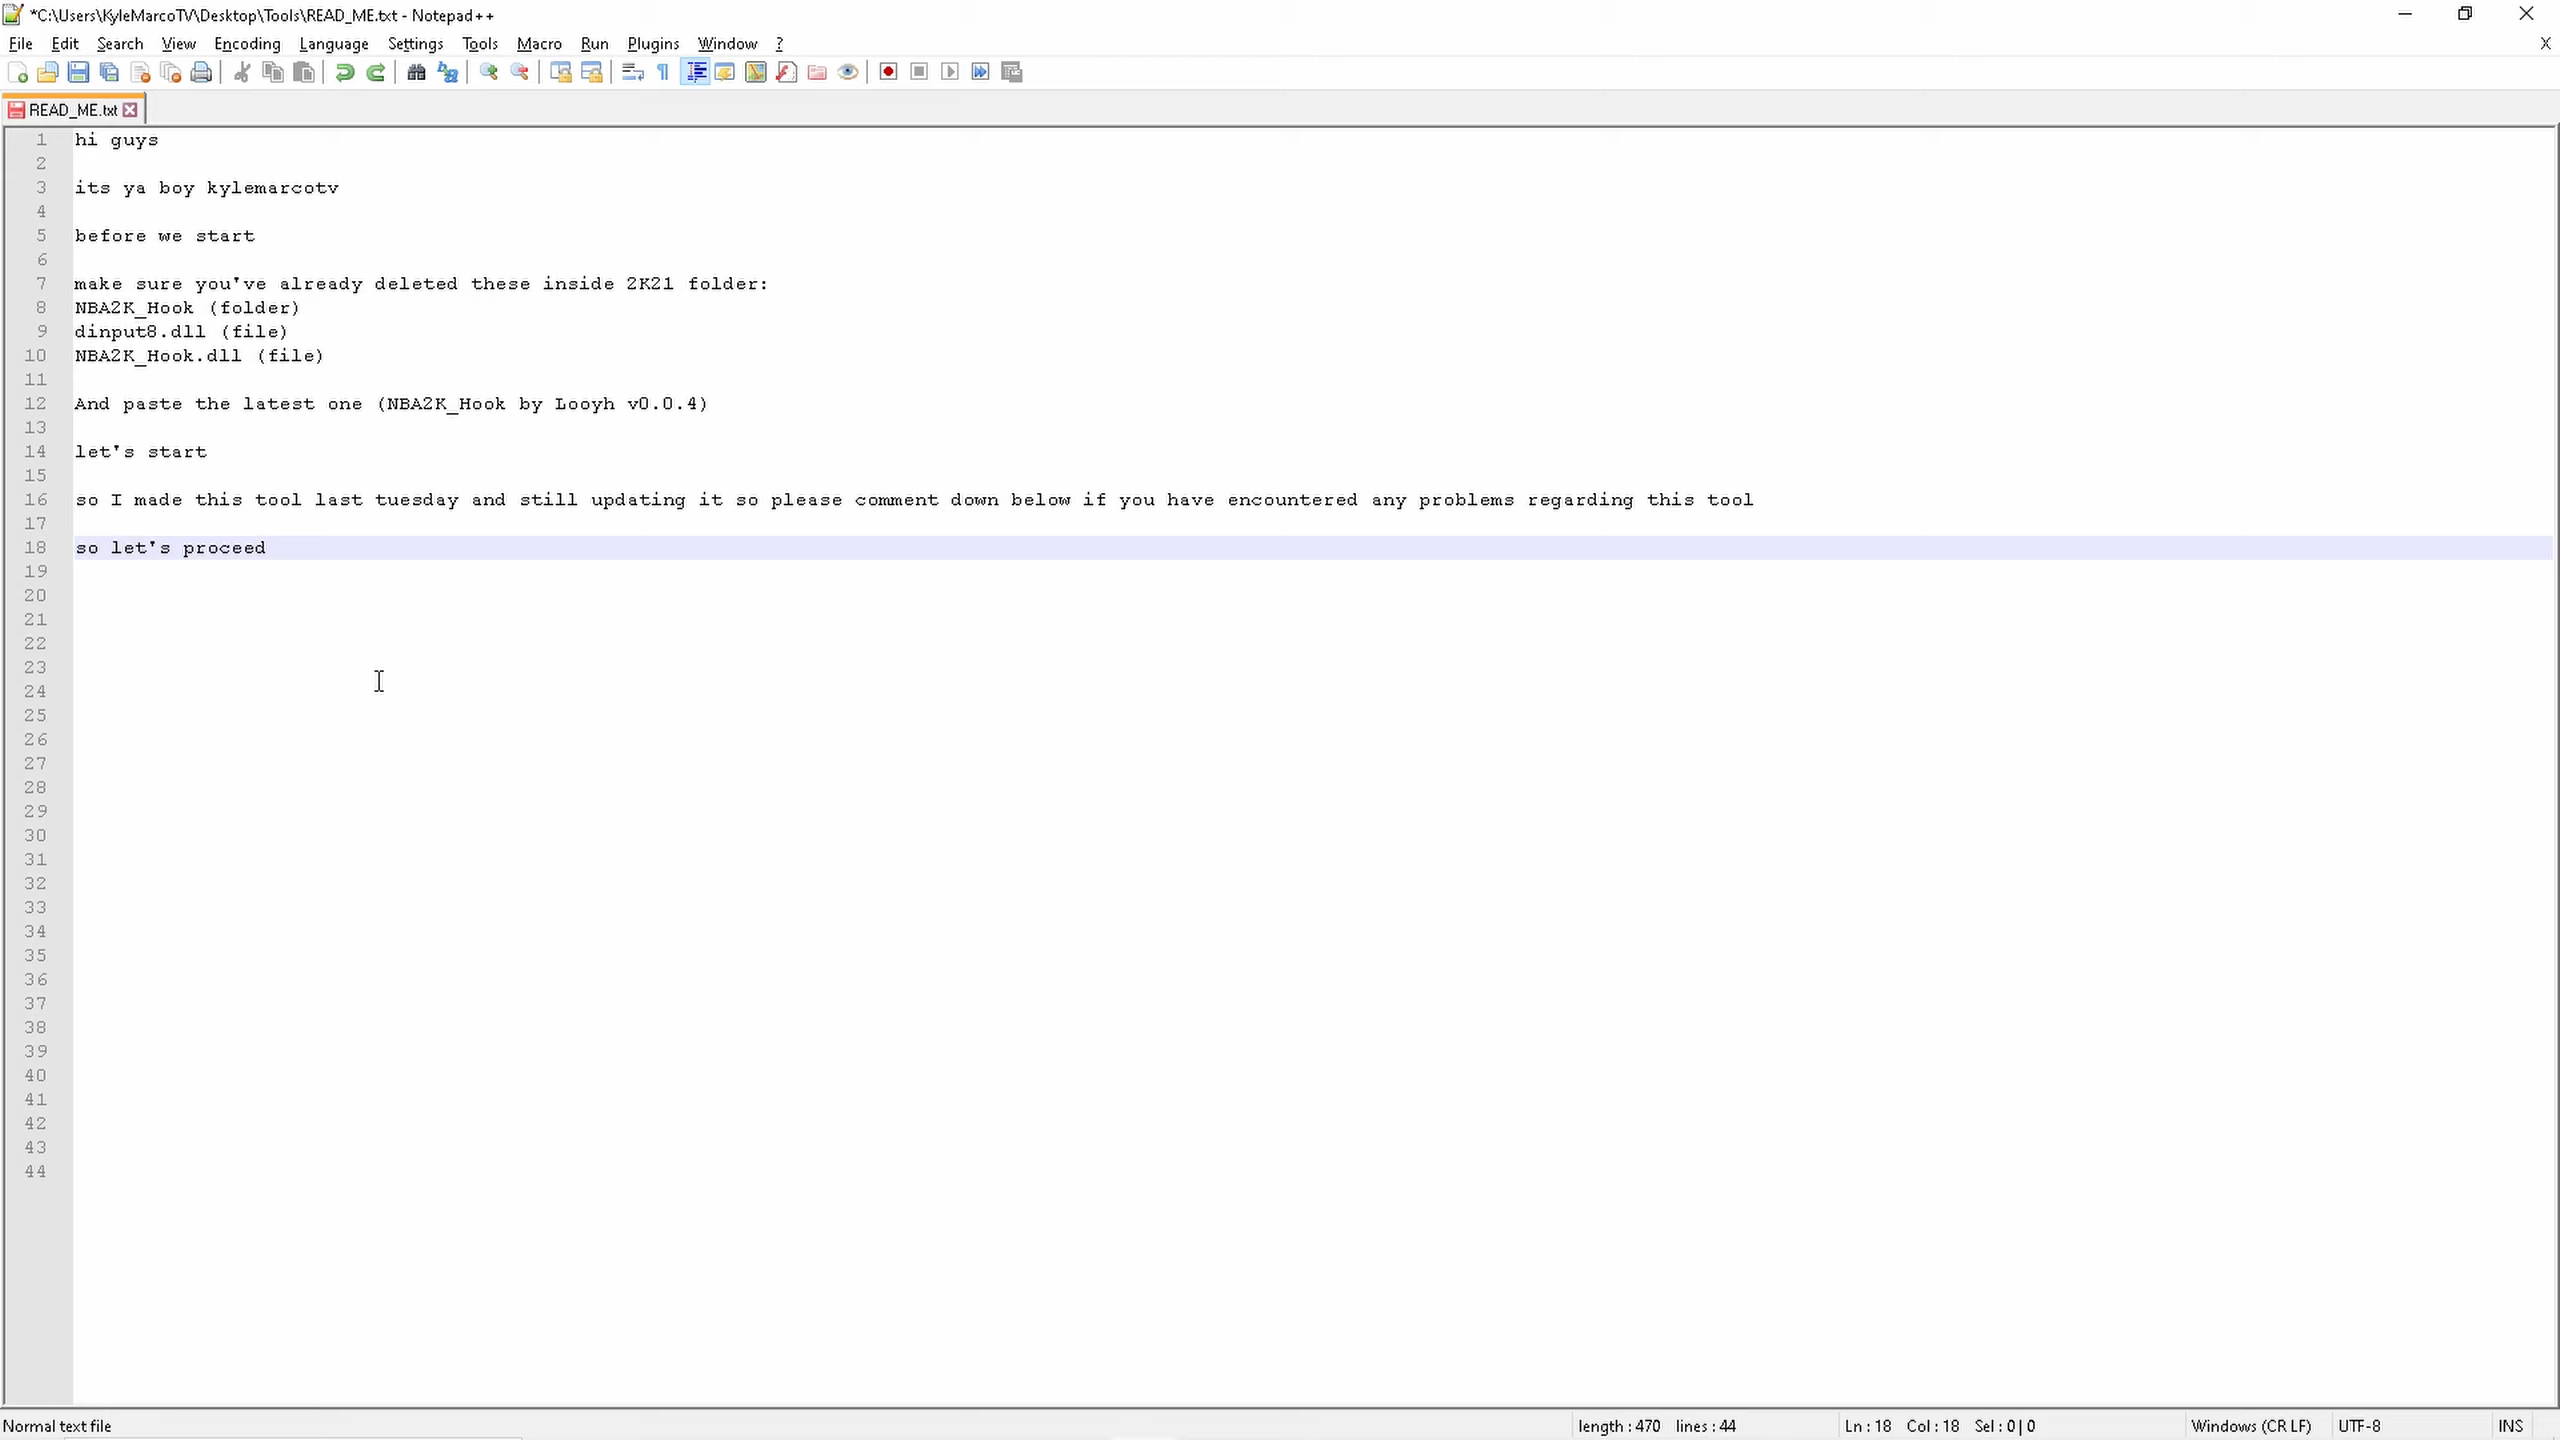 *C:\Users\KyleMarcoTV\Desktop\Tools\READ_ME.txt - Notepad++
File Edit Search View Encoding Language Settings Tools Macro Run Plugins Window ? X
READ_ME.txt
1 hi guys
2
3 its ya boy kylemarcotv
4
5 before we start
6
7 make sure you've already deleted these inside 2K21 folder:
8 NBA2K_Hook (folder)
9 dinput8.dll (file)
10 NBA2K_Hook.dll (file)
11
12 And paste the latest one (NBA2K_Hook by Looyh v0.0.4)
13
14 let's start
15
16 so I made this tool last tuesday and still updating it so please comment down below if you have encountered any problems regarding this tool
17
18 so let's proceed
19
20
21
22
23
24
25
26
27
28
29
30
31
32
33
34
35
36
37
38
39
40
41
42
43
44
Normal text file length : 470 lines : 44 Ln : 18 Col : 18 Sel : 0 | 0 Windows (CR LF) UTF-8 INS